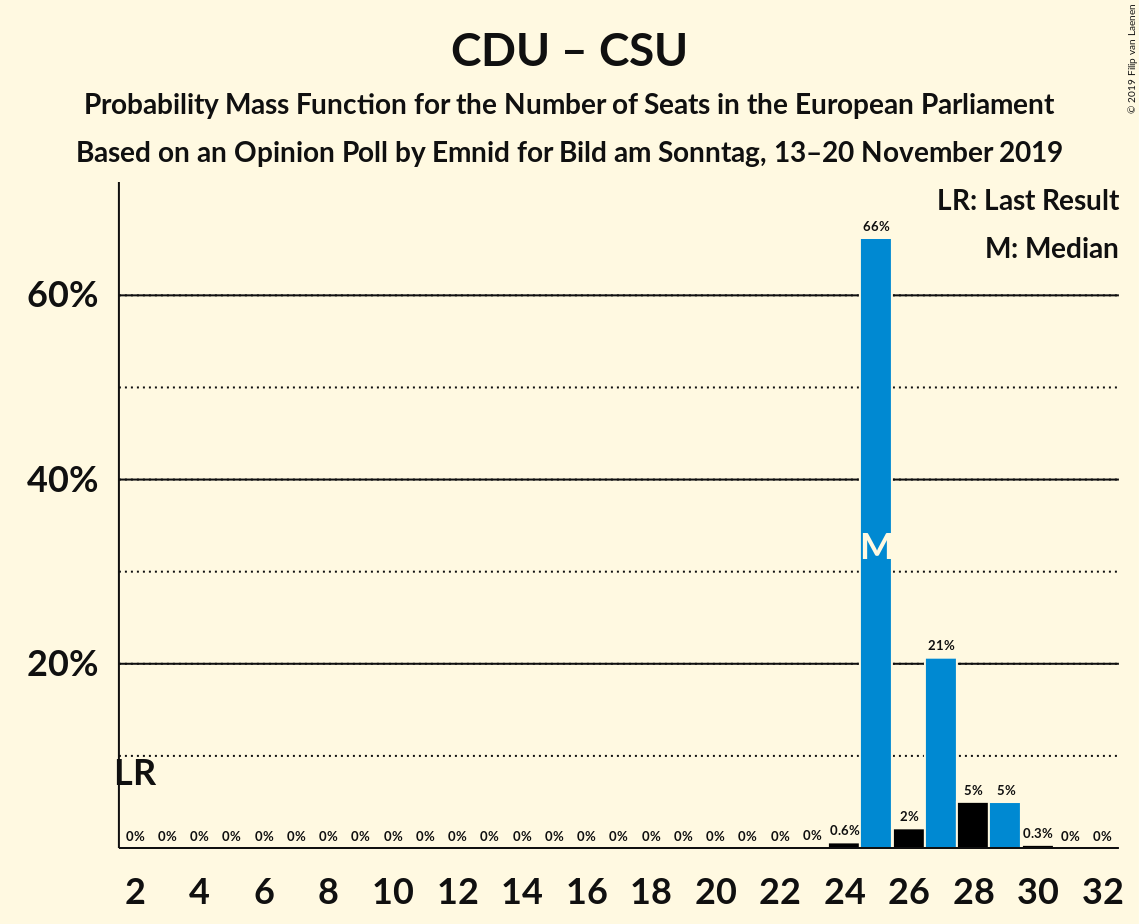 CDU – CSU
Probability Mass Function for the Number of Seats in the European Parliament
Based on an Opinion Poll by Emnid for Bild am Sonntag, 13–20 November 2019
© 2019 Filip van Laenen
LR: Last Result
M: Median
66%
60%
40%
M
21%
20%
LR
5% 5%
2%
0% 0% 0% 0% 0% 0% 0% 0% 0% 0% 0% 0% 0% 0% 0% 0% 0% 0% 0% 0% 0% 0% 0.6% 0.3% 0% 0%
2 4 6 8 10 12 14 16 18 20 22 24 26 28 30 32